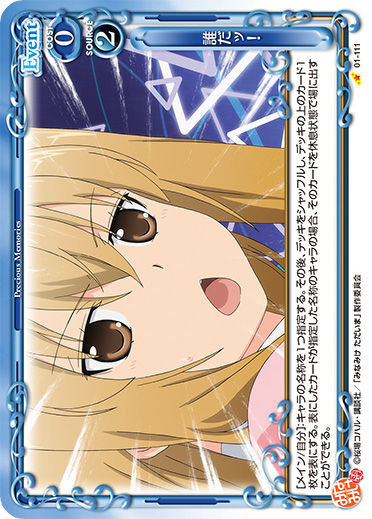 Event
COST
0
SOURCE
2
誰だッ!
Precious Memories
[メイン/自分]:キャラの名称を1つ指定する。その後、デッキをシャッフルし、デッキの上のカード1
枚を表にする。表にしたカードが指定した名称のキャラの場合、そのカードを休息状態で場に出す
ことができる。
©桜場コハル・講談社/「みなみけ ただいま」製作委員会
01-111